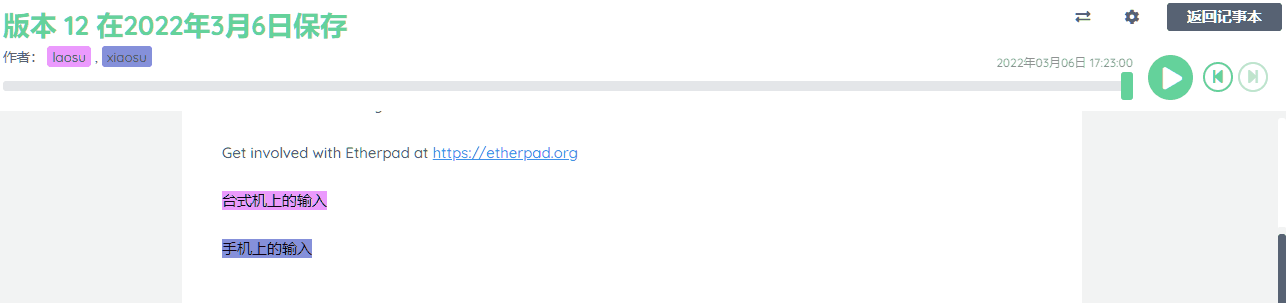 版本 12 在2022年3月6日保存
返回记事本
作者： laosu , xiaosu
2022年03月06日 17:23:00
Get involved with Etherpad at https://etherpad.org
台式机上的输入
手机上的输入